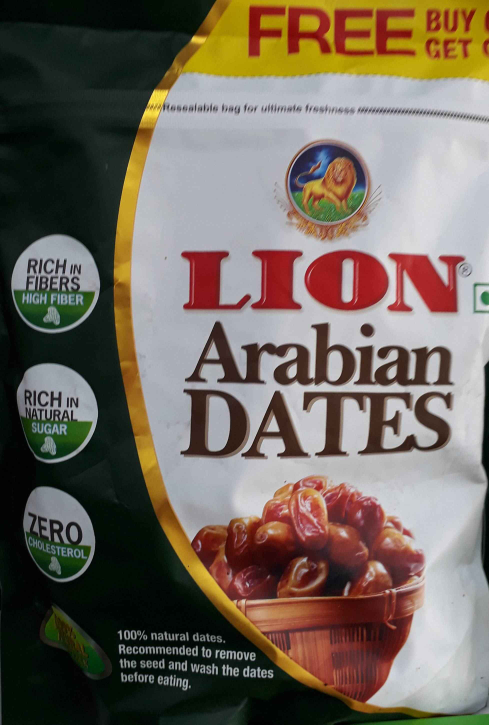 FREE BUY
GET
Resealable bag for ultimate freshness
LION®
Arabian
DATES
RICH IN
FIBERS
HIGH FIBER
RICH IN
NATURAL
SUGAR
ZERO
CHOLESTEROL
100% natural dates.
Recommended to remove
the seed and wash the dates
before eating.